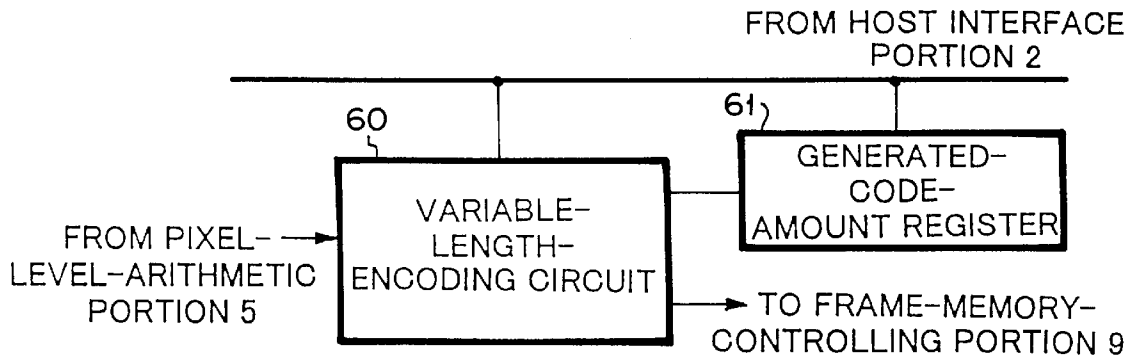 FROM HOST INTERFACE
PORTION 2
60
61
GENERATED-
CODE-
AMOUNT REGISTER
VARIABLE-
LENGTH-
ENCODING CIRCUIT
FROM PIXEL-
LEVEL-ARITHMETIC
PORTION 5
TO FRAME-MEMORY-
CONTROLLING PORTION 9